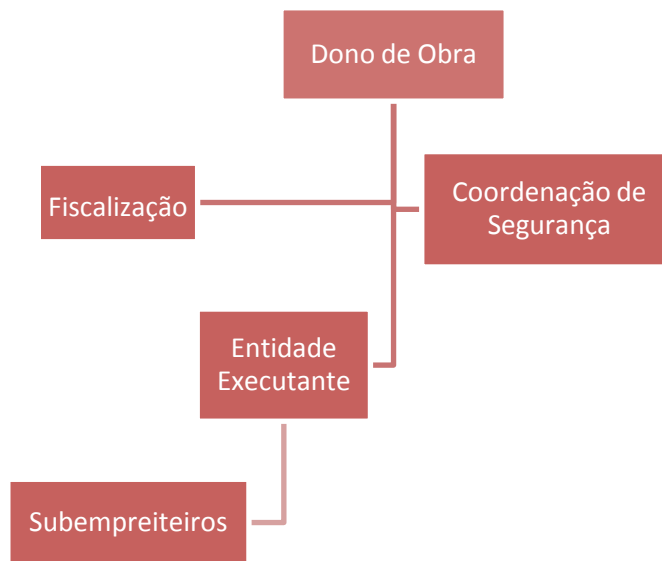 Dono de Obra
Fiscalização
Coordenação de
Segurança
Entidade
Executante
Subempreiteiros